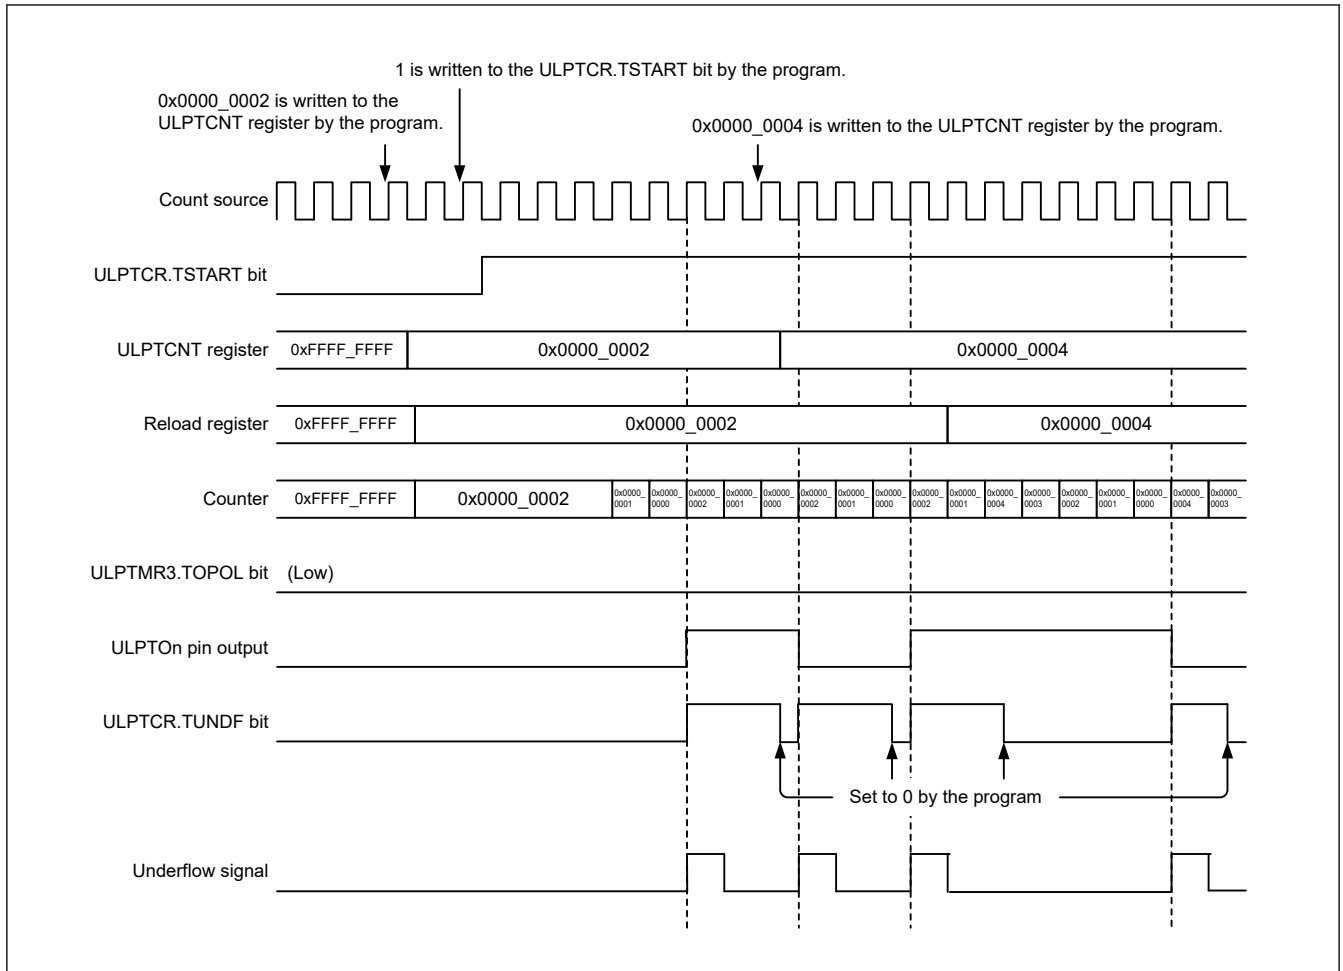 1 is written to the ULPTCR.TSTART bit by the program.
0x0000_0002 is written to the
ULPTCNT register by the program.
0x0000_0004 is written to the ULPTCNT register by the program.
Count source
ULPTCR.TSTART bit
ULPTCNT register 0xFFFF_FFFF 0x0000_0002 0x0000_0004
Reload register 0xFFFF_FFFF 0x0000_0002 0x0000_0004
Counter 0xFFFF_FFFF 0x0000_0002 0x0000_0001 0x0000_0000 0x0000_0002 0x0000_0001 0x0000_0000 0x0000_0002 0x0000_0001 0x0000_0000 0x0000_0002 0x0000_0001 0x0000_0004 0x0000_0003 0x0000_0002 0x0000_0001 0x0000_0000 0x0000_0004 0x0000_0003
ULPTMR3.TOPOL bit (Low)
ULPTOn pin output
ULPTCR.TUNDF bit
Set to 0 by the program
Underflow signal